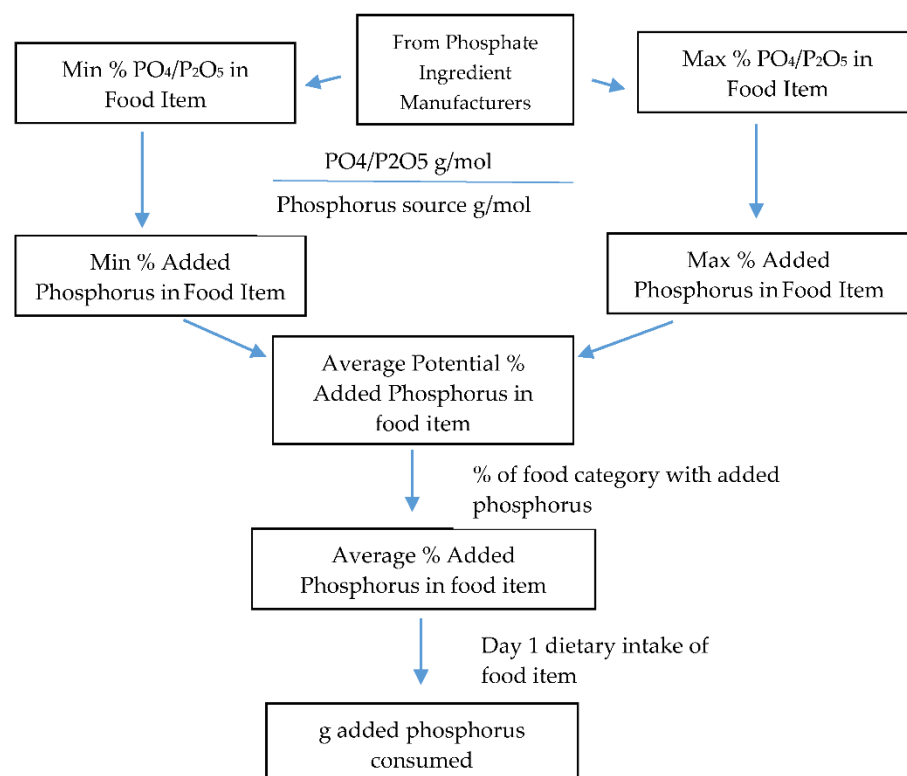 From Phosphate
Ingredient
Manufacturers
Min % PO₄/P₂O₅ in
Food Item
Max % PO₄/P₂O₅ in
Food Item
PO4/P2O5 g/mol
Phosphorus source g/mol
Min % Added
Phosphorus in Food Item
Max % Added
Phosphorus in Food Item
Average Potential %
Added Phosphorus in
food item
% of food category with added
phosphorus
Average % Added
Phosphorus in food item
Day 1 dietary intake of
food item
g added phosphorus
consumed